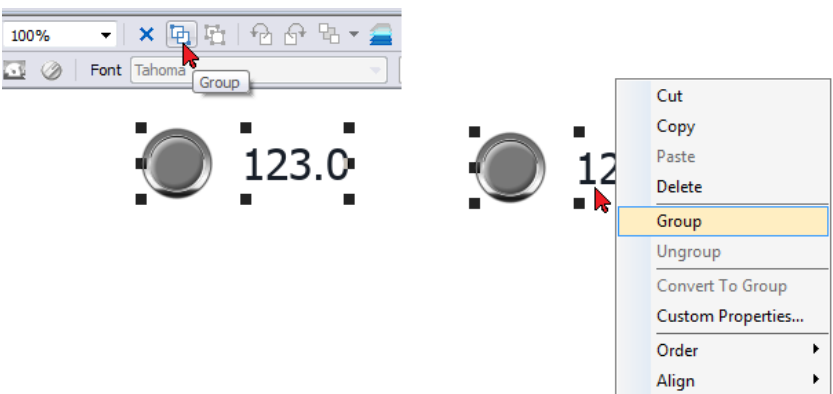 100%
Font Tahoma
Group
123.0
12
Cut
Copy
Paste
Delete
Group
Ungroup
Convert To Group
Custom Properties...
Order
Align